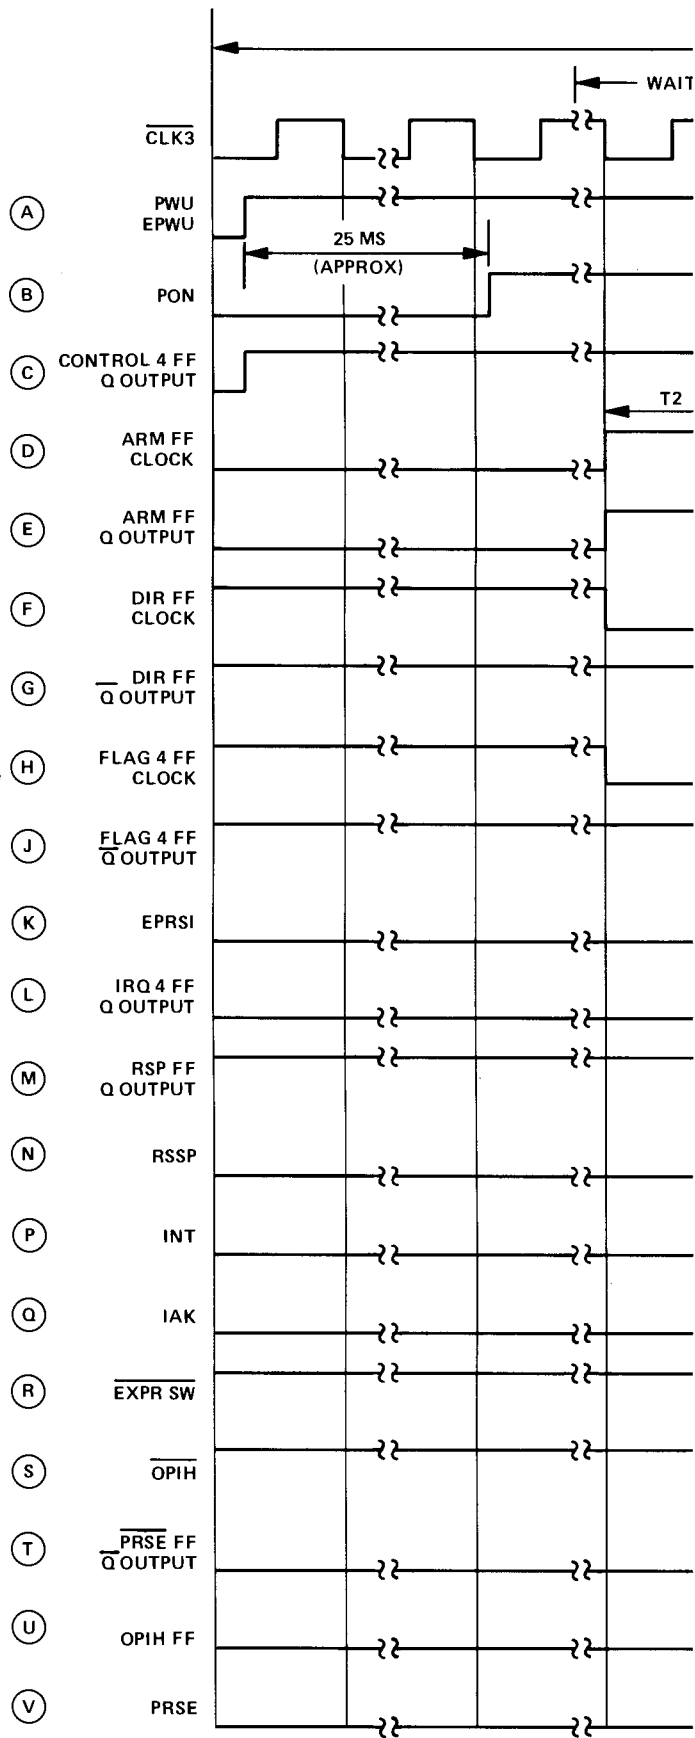 WAIT
CLK3
A PWU
EPWU
25 MS
(APPROX)
B PON
C CONTROL 4 FF
Q OUTPUT
T2
D ARM FF
CLOCK
E ARM FF
Q OUTPUT
F DIR FF
CLOCK
G DIR FF
Q̅ OUTPUT
H FLAG 4 FF
CLOCK
J FLAG 4 FF
Q̅ OUTPUT
K EPRSI
L IRQ 4 FF
Q OUTPUT
M RSP FF
Q OUTPUT
N RSSP
P INT
Q IAK
R EXPR SW
S OPIH
T PRSE FF
Q̅ OUTPUT
U OPIH FF
V PRSE